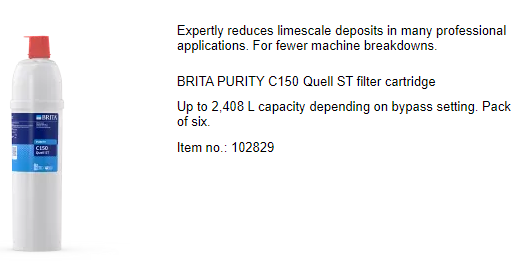 Expertly reduces limescale deposits in many professional
applications. For fewer machine breakdowns.
BRITA PURITY C150 Quell ST filter cartridge
Up to 2,408 L capacity depending on bypass setting. Pack
of six.
Item no.: 102829
BRITA
C150
Quell ST